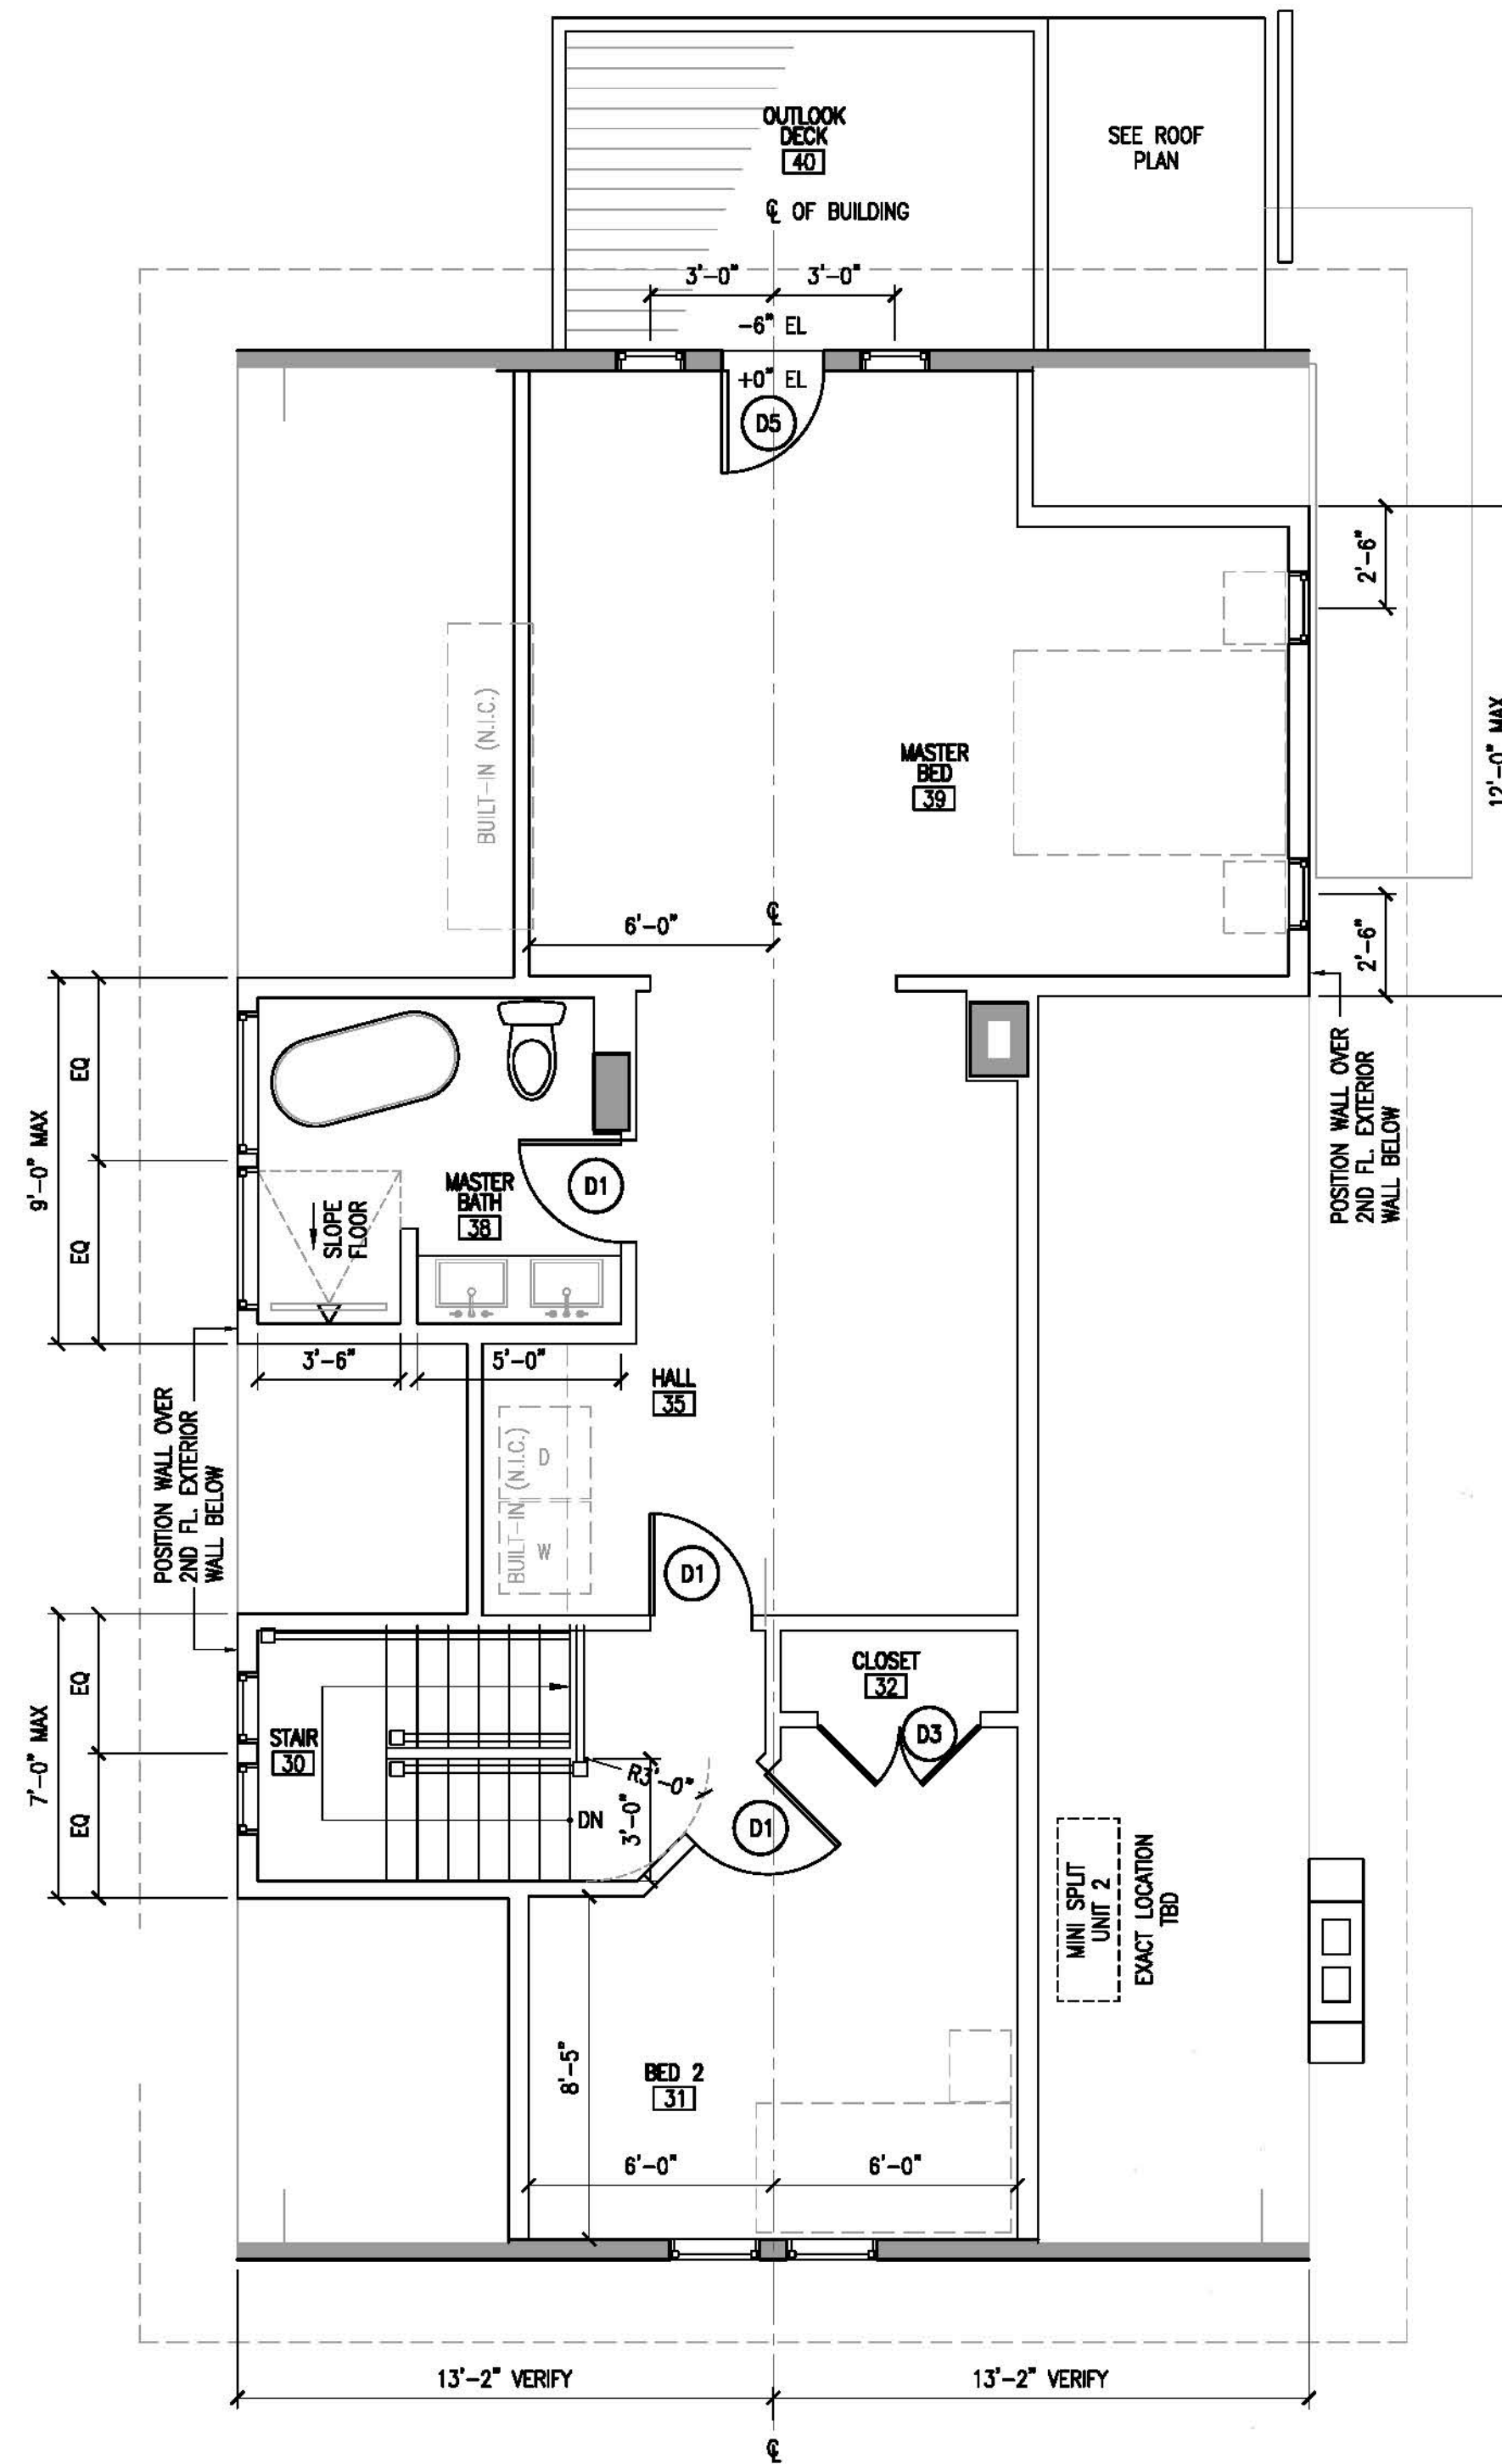 OUTLOOK
DECK
40
SEE ROOF
PLAN
℄ OF BUILDING
3'-0"
3'-0"
-6" EL
+0" EL
D5
2'-6"
12'-0" MAX
BUILT-IN (N.I.C.)
MASTER
BED
39
6'-0"
℄
2'-6"
POSITION WALL OVER
2ND FL. EXTERIOR
WALL BELOW
9'-0" MAX
EQ
EQ
MASTER
BATH
38
D1
SLOPE
FLOOR
3'-6"
5'-0"
HALL
35
POSITION WALL OVER
2ND FL. EXTERIOR
WALL BELOW
BUILT-IN (N.I.C.)
D
W
D1
7'-0" MAX
EQ
EQ
CLOSET
32
D3
STAIR
30
R3'-0"
3'-0"
DN
D1
MINI SPLIT
UNIT 2
EXACT LOCATION
TBD
8'-5"
BED 2
31
6'-0"
6'-0"
13'-2" VERIFY
13'-2" VERIFY
℄